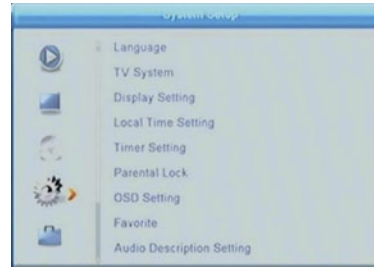 System Setup
Language
TV System
Display Setting
Local Time Setting
Timer Setting
Parental Lock
OSD Setting
Favorite
Audio Description Setting